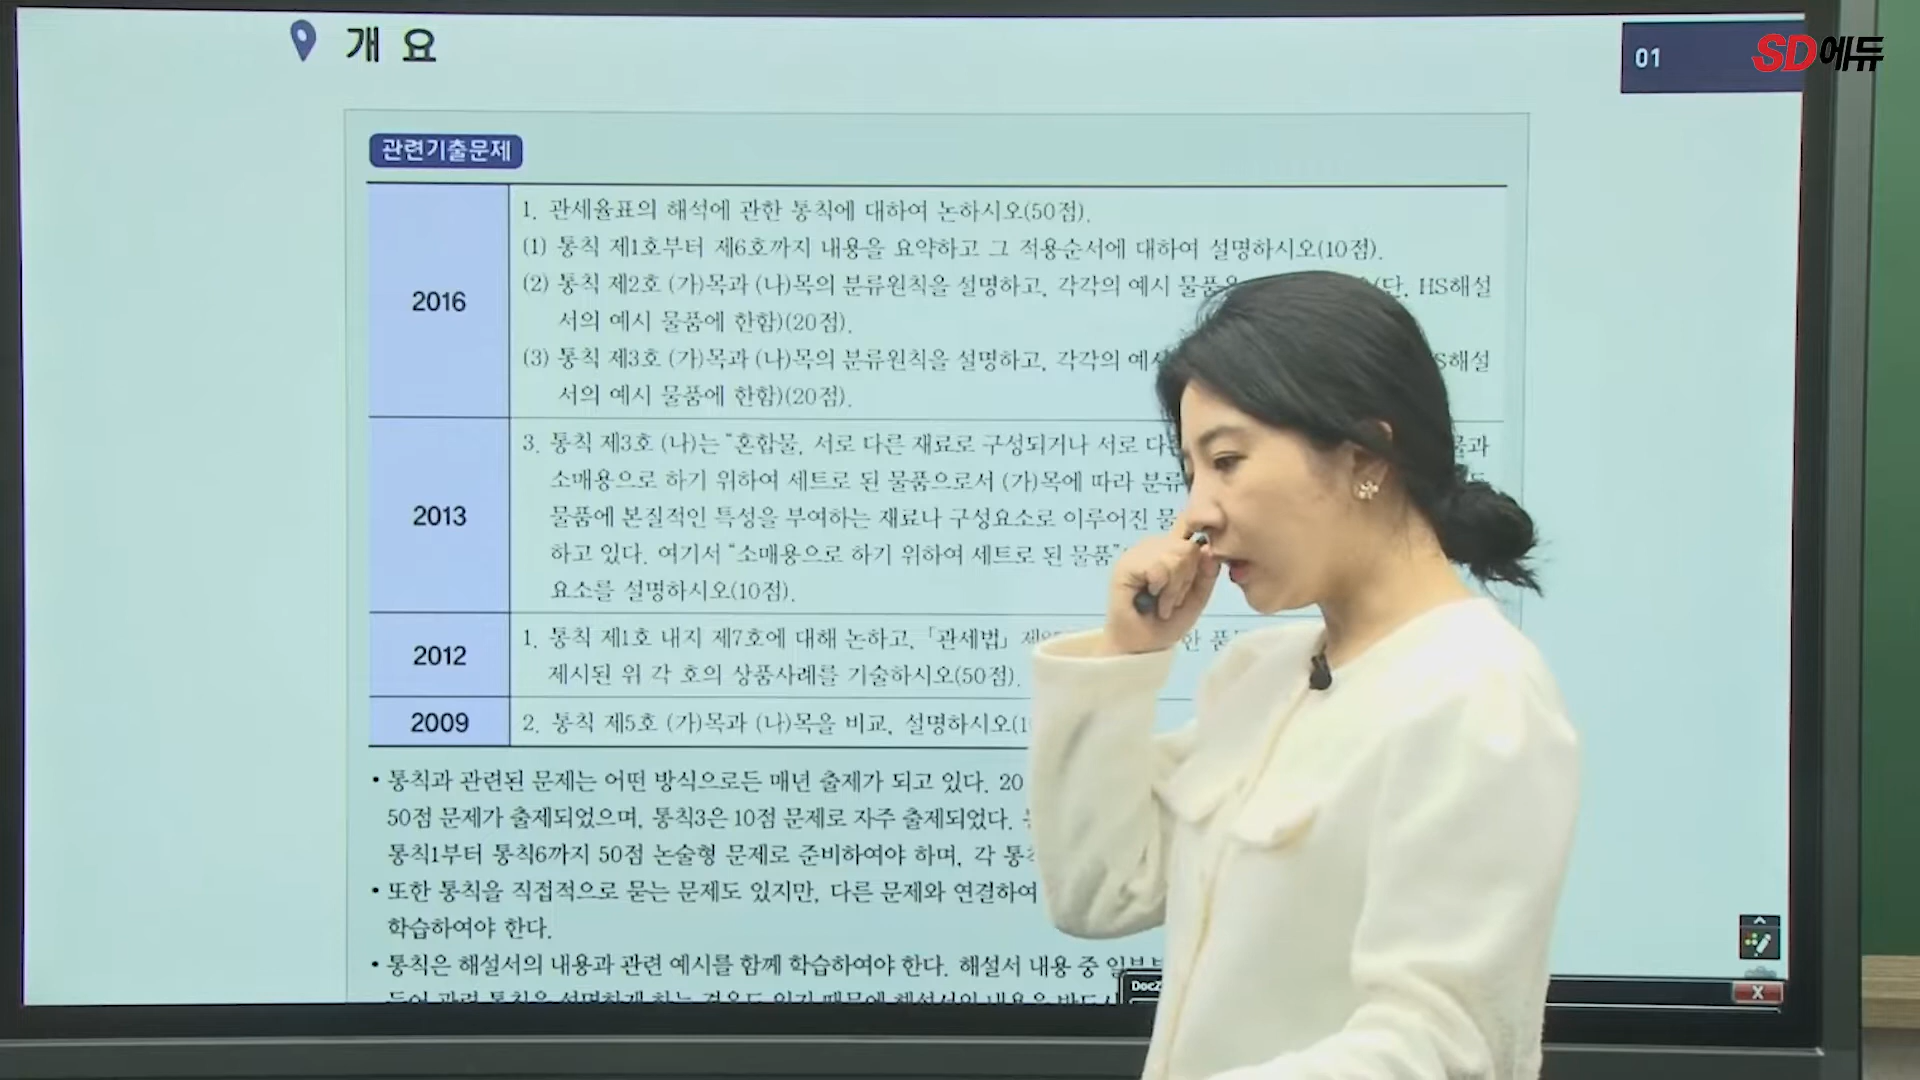 개 요
01
SD에듀
관련기출문제
2016
1. 관세율표의 해석에 관한 통칙에 대하여 논하시오(50점).
(1) 통칙 제1호부터 제6호까지 내용을 요약하고 그 적용순서에 대하여 설명하시오(10점).
(2) 통칙 제2호 (가)목과 (나)목의 분류원칙을 설명하고, 각각의 예시 물품을 (단, HS해설
서의 예시 물품에 한함)(20점).
(3) 통칙 제3호 (가)목과 (나)목의 분류원칙을 설명하고, 각각의 예시 HS해설
서의 예시 물품에 한함)(20점).
2013
3. 통칙 제3호 (나)는 “혼합물, 서로 다른 재료로 구성되거나 서로
소매용으로 하기 위하여 세트로 된 물품으로서 (가)목에 따라
물품에 본질적인 특성을 부여하는 재료나 구성요소로 이루어진
하고 있다. 여기서 “소매용으로 하기 위하여 세트로 된 물품”
요소를 설명하시오(10점).
2012
1. 통칙 제1호 내지 제7호에 대해 논하고, 「관세법」
제시된 위 각 호의 상품사례를 기술하시오(50점).
2009
2. 통칙 제5호 (가)목과 (나)목을 비교, 설명하시오
• 통칙과 관련된 문제는 어떤 방식으로든 매년 출제가 되고 있다. 20
50점 문제가 출제되었으며, 통칙3은 10점 문제로 자주 출제되었다.
통칙1부터 통칙6까지 50점 논술형 문제로 준비하여야 하며, 각
• 또한 통칙을 직접적으로 묻는 문제도 있지만, 다른 문제와 연결하여
학습하여야 한다.
• 통칙은 해설서의 내용과 관련 예시를 함께 학습하여야 한다. 해설서 내용 중
DocZ
X